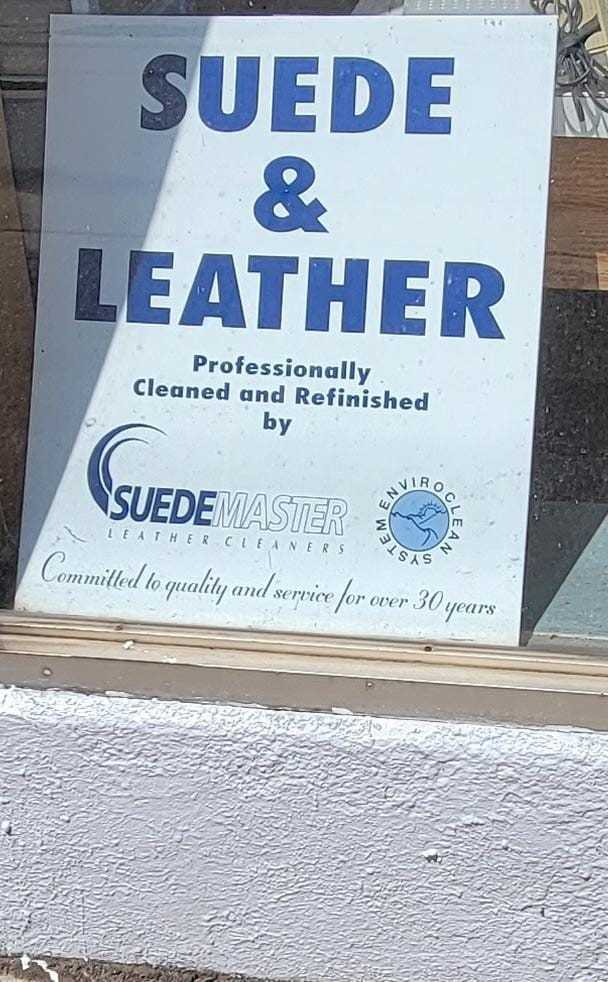 SUEDE
&
LEATHER
Professionally
Cleaned and Refinished
by
SUEDEMASTER
LEATHER CLEANERS
ENVIROCLEAN SYSTEM
Committed to quality and service for over 30 years